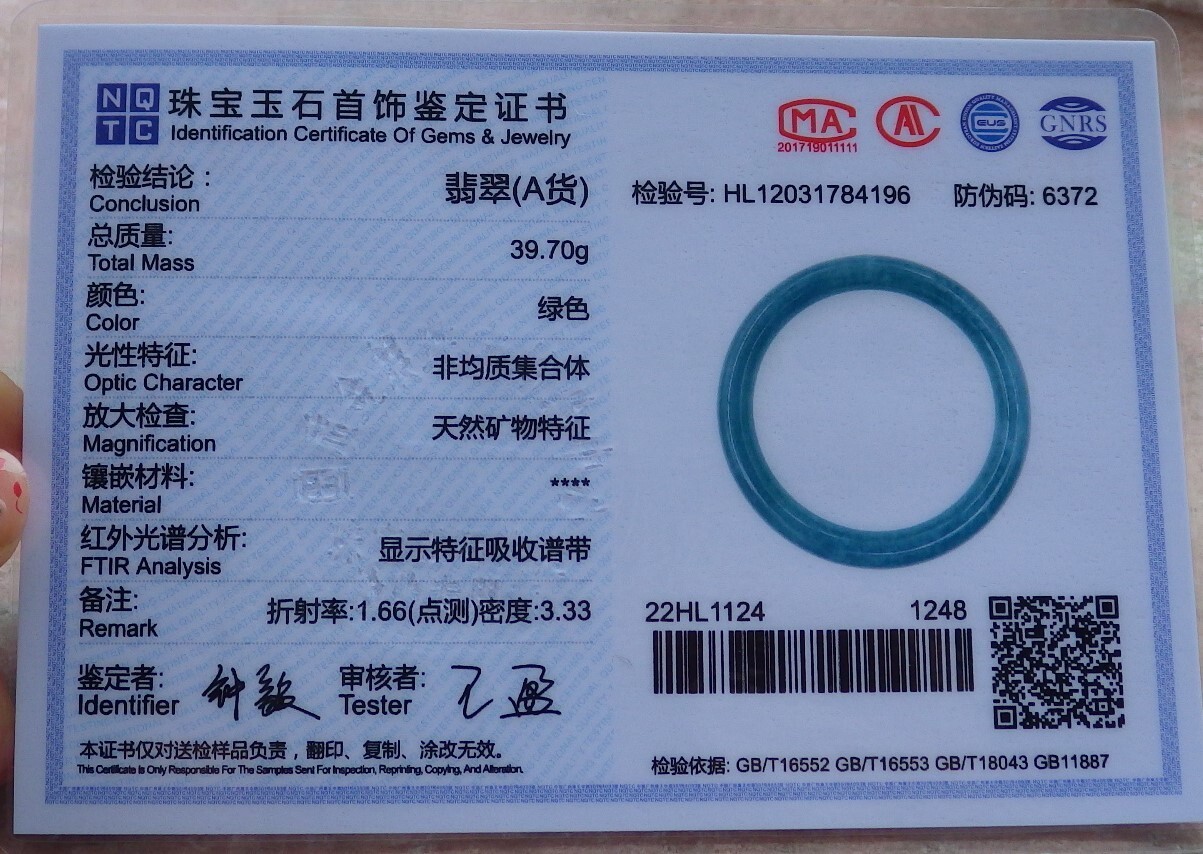 NQ
TC
珠宝玉石首饰鉴定证书
Identification Certificate Of Gems & Jewelry
检验结论：
翡翠(A货)
Conclusion
总质量:
39.70g
Total Mass
颜色:
绿色
Color
光性特征:
非均质集合体
Optic Character
放大检查:
天然矿物特征
Magnification
镶嵌材料:
****
Material
红外光谱分析:
显示特征吸收谱带
FTIR Analysis
备注:
折射率:1.66(点测)密度:3.33
Remark
鉴定者:
Identifier
审核者:
Tester
本证书仅对送检样品负责，翻印、复制、涂改无效。
This Certificate Is Only Responsible For The Samples Sent For Inspection, Reprinting, Copying, And Alteration.
MA
201719011111
AL
EUS
GNRS
检验号: HL12031784196
防伪码: 6372
22HL1124
1248
检验依据: GB/T16552 GB/T16553 GB/T18043 GB11887